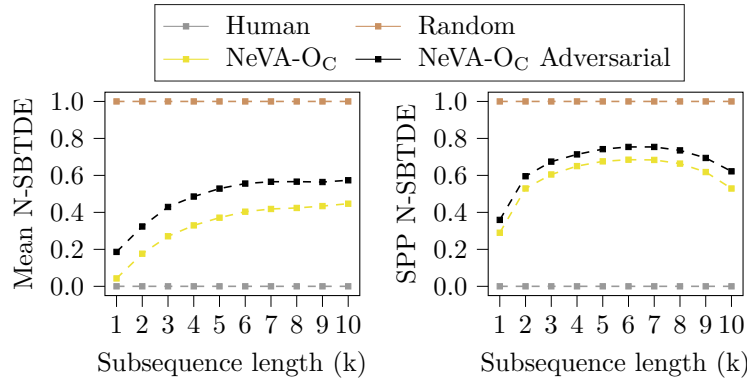 Human
Random
NeVA-O_C
NeVA-O_C Adversarial
Mean N-SBTDE
1.0
0.8
0.6
0.4
0.2
0.0
1 2 3 4 5 6 7 8 9 10
Subsequence length (k)
SPP N-SBTDE
1.0
0.8
0.6
0.4
0.2
0.0
1 2 3 4 5 6 7 8 9 10
Subsequence length (k)